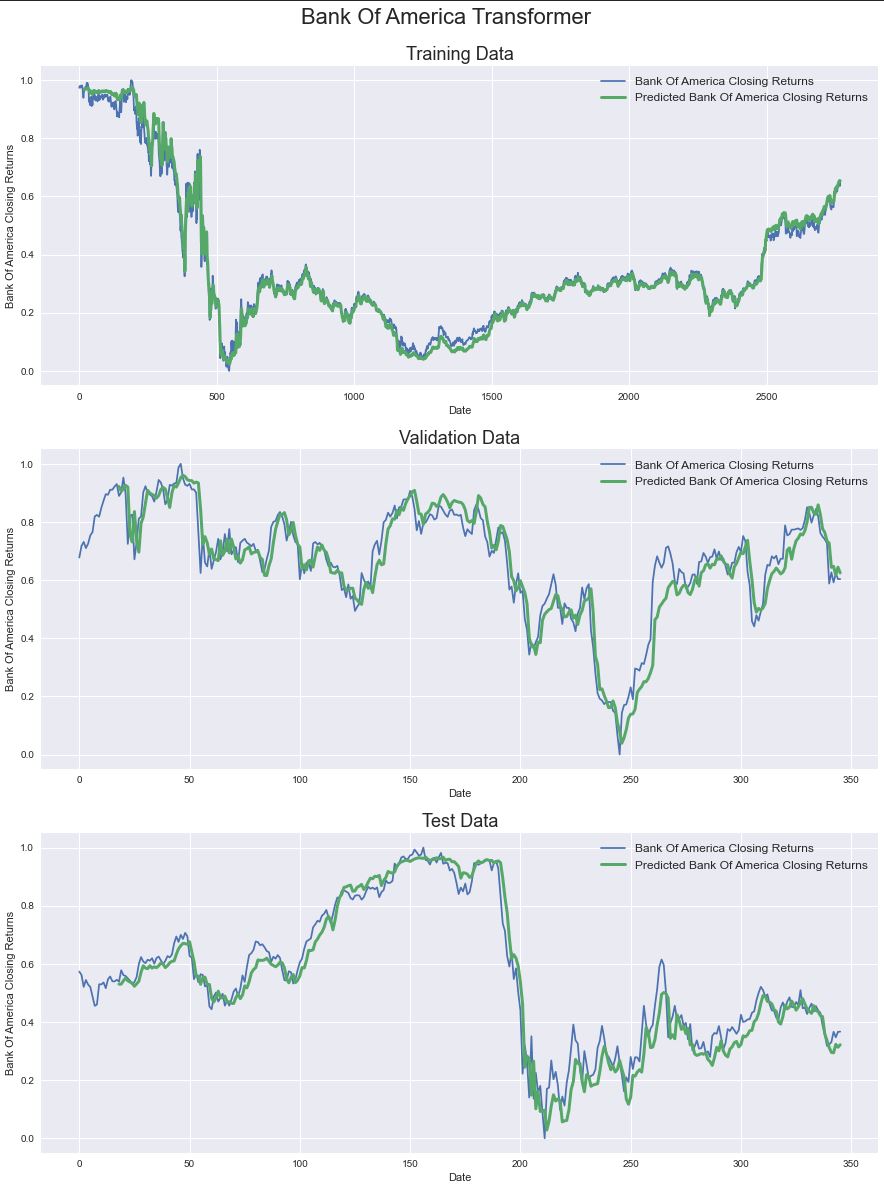 Bank Of America Transformer
Training Data
Bank Of America Closing Returns
Predicted Bank Of America Closing Returns
Bank Of America Closing Returns
1.0
0.8
0.6
0.4
0.2
0.0
0 500 1000 1500 2000 2500
Date
Validation Data
Bank Of America Closing Returns
Predicted Bank Of America Closing Returns
Bank Of America Closing Returns
1.0
0.8
0.6
0.4
0.2
0.0
0 50 100 150 200 250 300 350
Date
Test Data
Bank Of America Closing Returns
Predicted Bank Of America Closing Returns
Bank Of America Closing Returns
1.0
0.8
0.6
0.4
0.2
0.0
0 50 100 150 200 250 300 350
Date